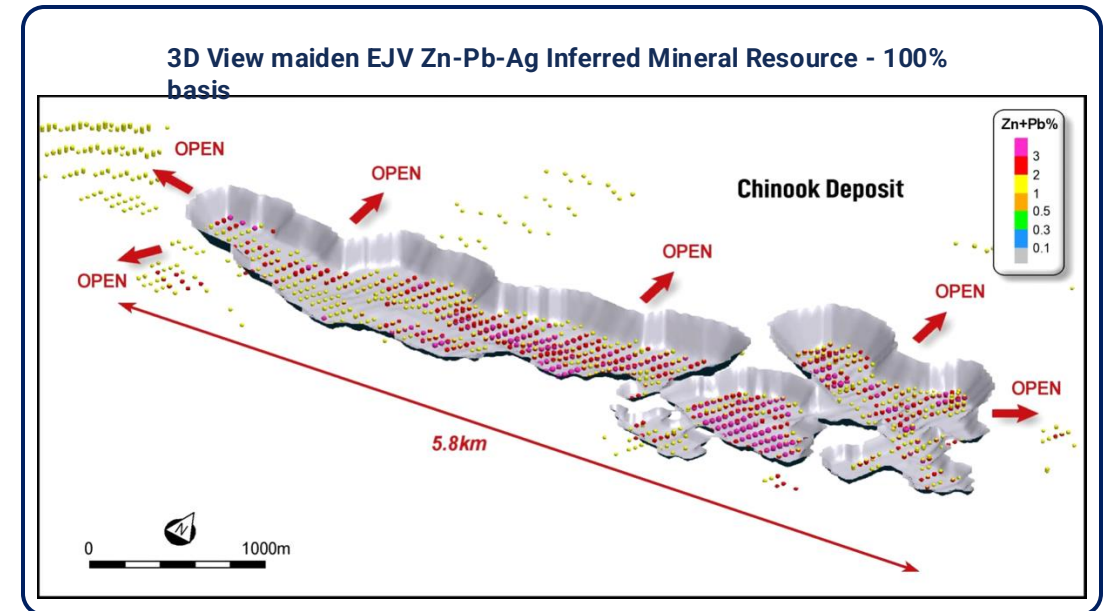 3D View maiden EJV Zn-Pb-Ag Inferred Mineral Resource - 100%
basis
OPEN
OPEN
Chinook Deposit
Zn+Pb%
3
2
1
0.5
0.3
0.1
OPEN
OPEN
OPEN
OPEN
5.8km
N
0 1000m